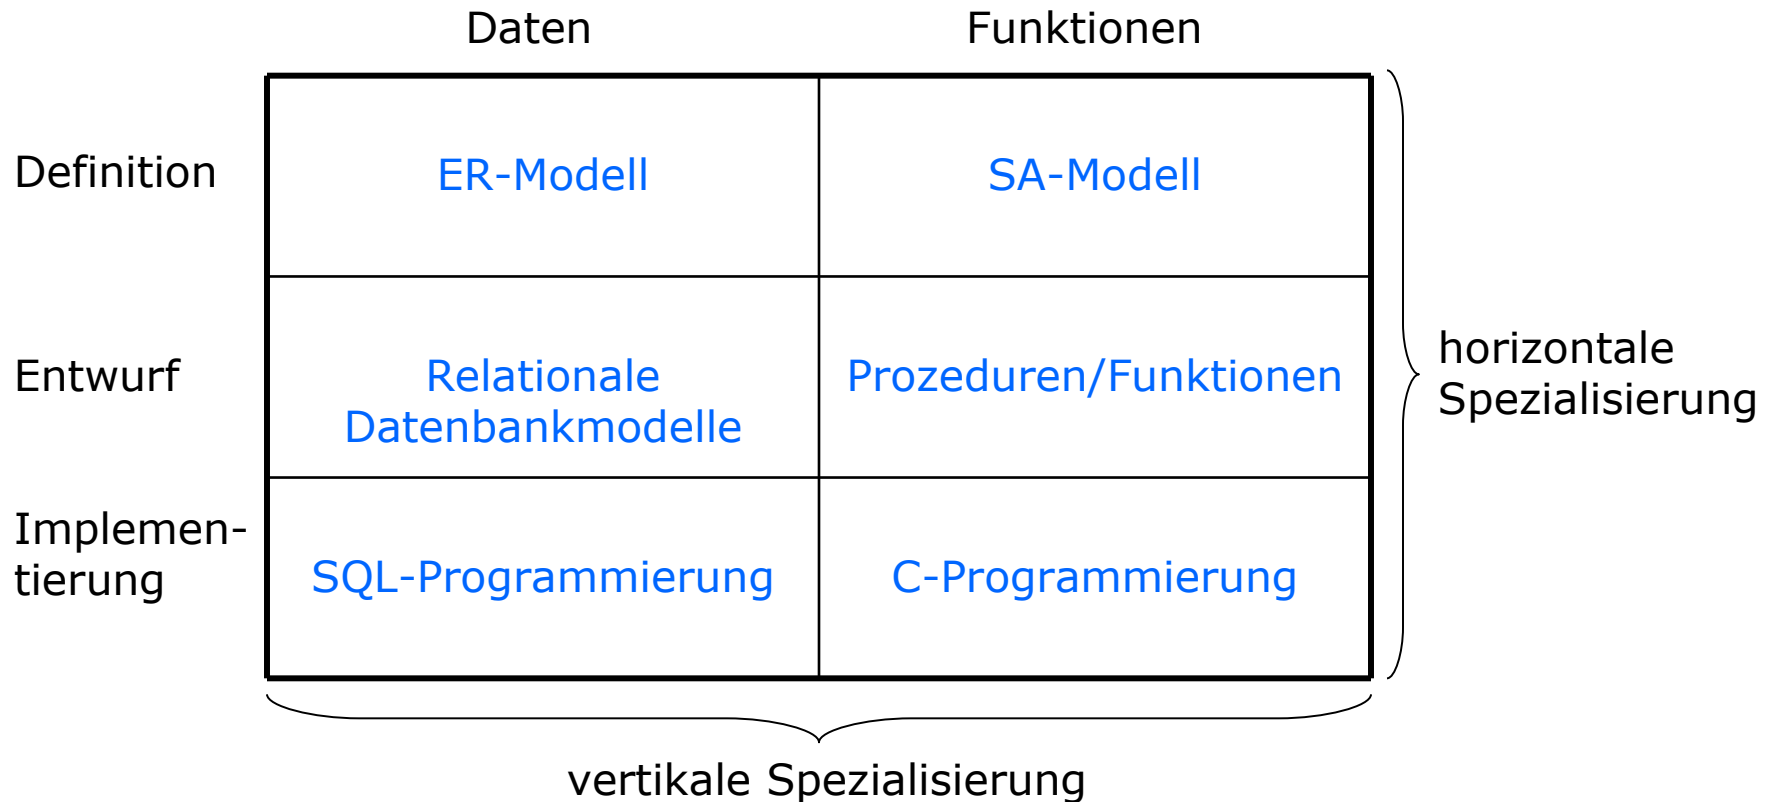 Daten
Funktionen
Definition
ER-Modell
SA-Modell
Entwurf
Relationale
Datenbankmodelle
Prozeduren/Funktionen
horizontale
Spezialisierung
Implemen-
tierung
SQL-Programmierung
C-Programmierung
vertikale Spezialisierung